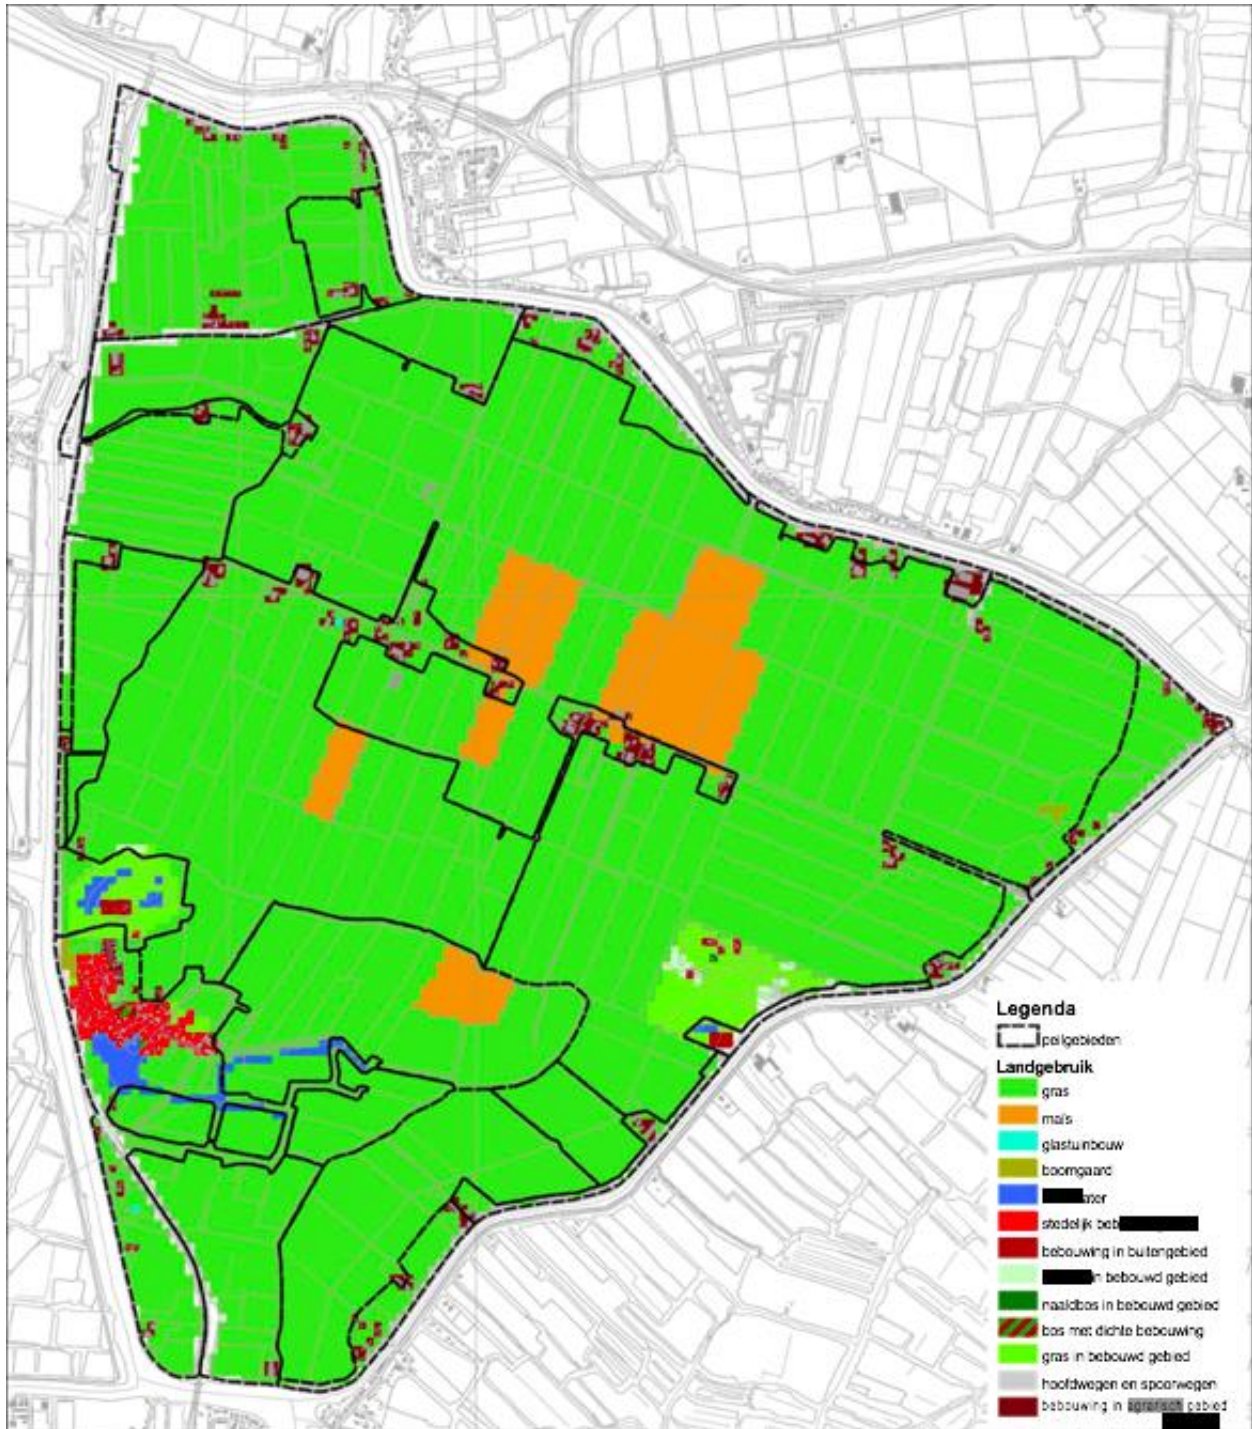 Legenda
peilgebieden
Landgebruik
gras
maïs
glastuinbouw
boomgaard
ater
stedelijk beb
bebouwing in buitengebied
in bebouwd gebied
naaldbos in bebouwd gebied
bos met dichte bebouwing
gras in bebouwd gebied
hoofdwegen en spoorwegen
bebouwing in agrarisch gebied